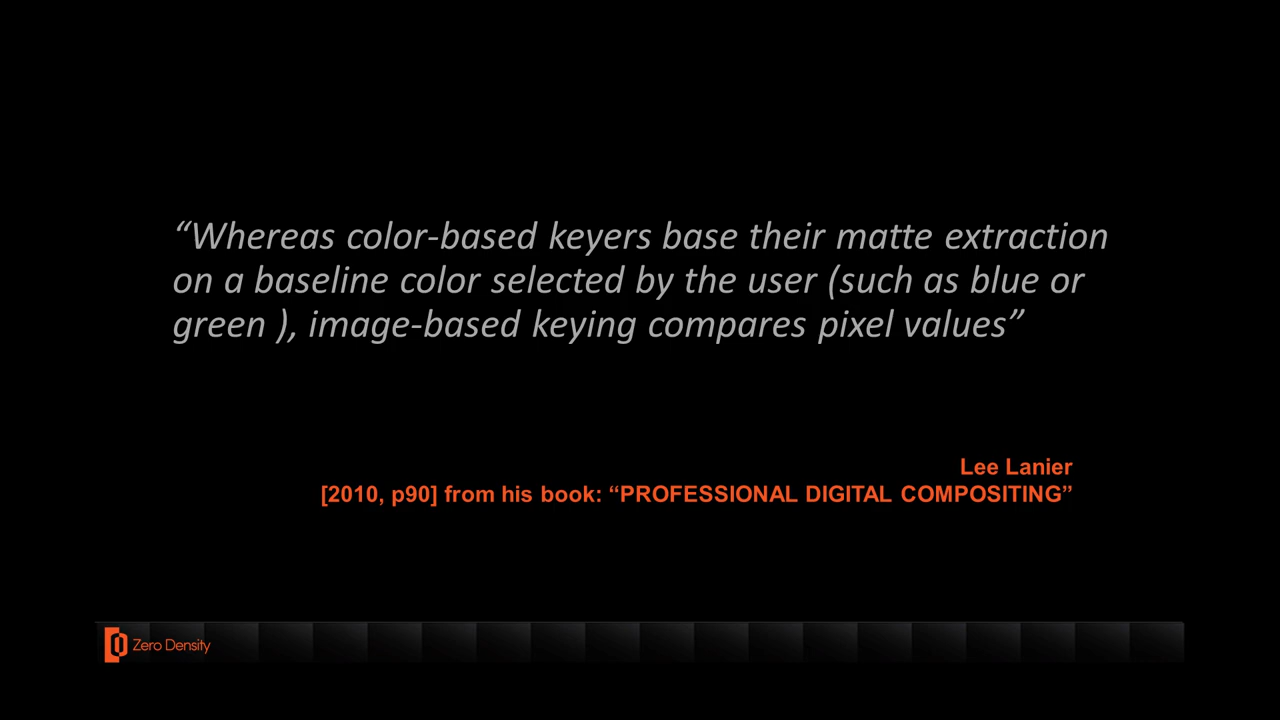 “Whereas color-based keyers base their matte extraction
on a baseline color selected by the user (such as blue or
green ), image-based keying compares pixel values”
Lee Lanier
[2010, p90] from his book: “PROFESSIONAL DIGITAL COMPOSITING”
Zero Density